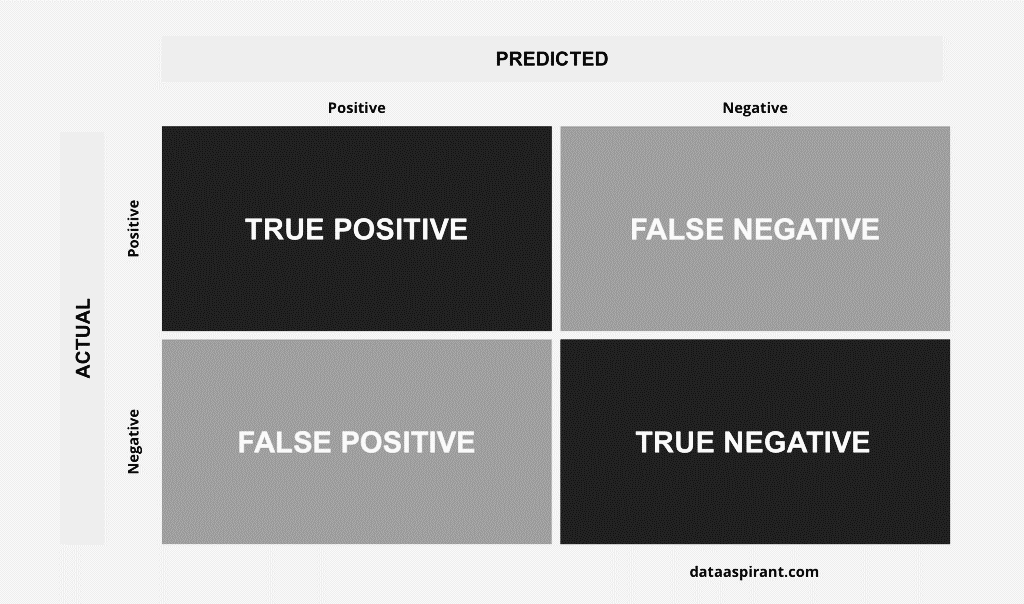 PREDICTED
Positive
Negative
ACTUAL
Positive
TRUE POSITIVE
FALSE NEGATIVE
Negative
FALSE POSITIVE
TRUE NEGATIVE
dataaspirant.com